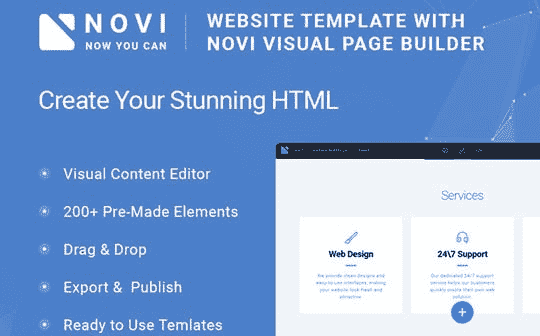 NOVI
NOW YOU CAN
WEBSITE TEMPLATE WITH
NOVI VISUAL PAGE BUILDER
Create Your Stunning HTML
Visual Content Editor
200+ Pre-Made Elements
Drag & Drop
Export & Publish
Ready to Use Temlates
Services
Web Design
We provide clean designs and
easy-to-use interfaces, making
your website look fresh and
attractive
24\7 Support
Our dedicated 24/7 support
service helps our customers
quickly create their own web
solution